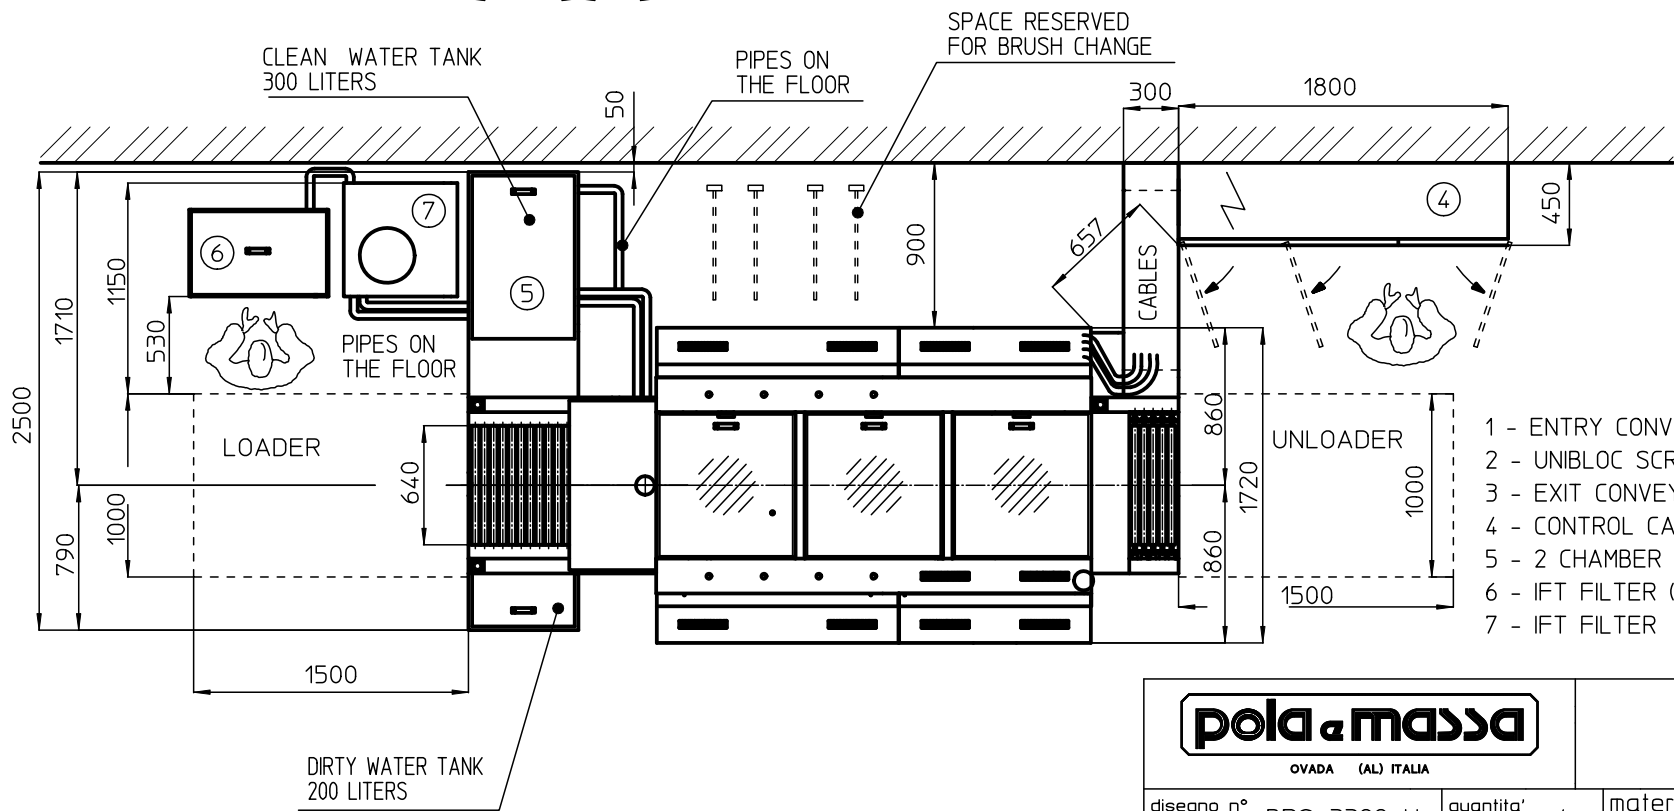 SPACE RESERVED
FOR BRUSH CHANGE
CLEAN WATER TANK
300 LITERS
PIPES ON
THE FLOOR
50
300
1800
7
6
5
4
450
657
900
CABLES
1150
1710
530
PIPES ON
THE FLOOR
2500
LOADER
640
1000
790
860
860
1720
UNLOADER
1000
1500
1500
1 - ENTRY CONV
2 - UNIBLOC SCR
3 - EXIT CONVEY
4 - CONTROL CA
5 - 2 CHAMBER
6 - IFT FILTER
7 - IFT FILTER
DIRTY WATER TANK
200 LITERS
pola e massa
OVADA (AL) ITALIA
disegno n°
quantita'
mater